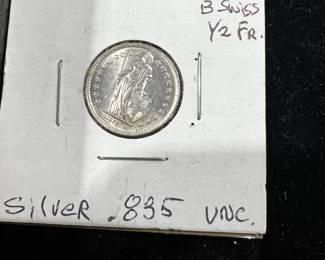 B SWISS
1/2 FR.
SILVER .835 UNC.